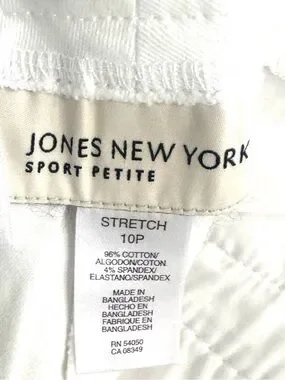 JONES NEW YORK
SPORT PETITE
STRETCH
10P
96% COTTON/
ALGODON/COTON
4% SPANDEX/
ELASTANO/SPANDEX
MADE IN
BANGLADESH
HECHO EN
BANGLADESH
FABRIQUE EN
BANGLADESH
RN 54050
CA 08349